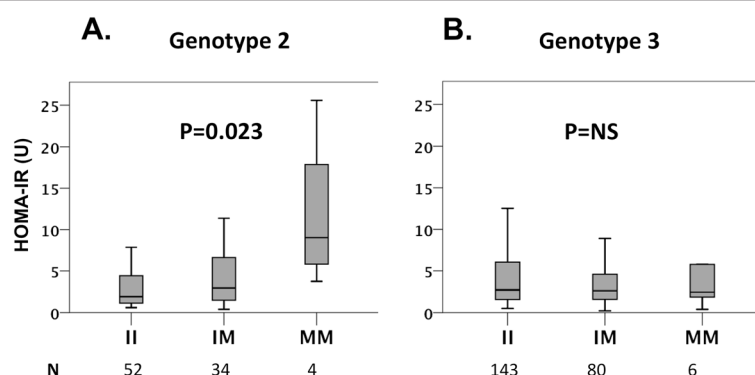 A.
Genotype 2
P=0.023
HOMA-IR (U)
25
20
15
10
5
0
II IM MM
N 52 34 4
B.
Genotype 3
P=NS
25
20
15
10
5
0
II IM MM
143 80 6